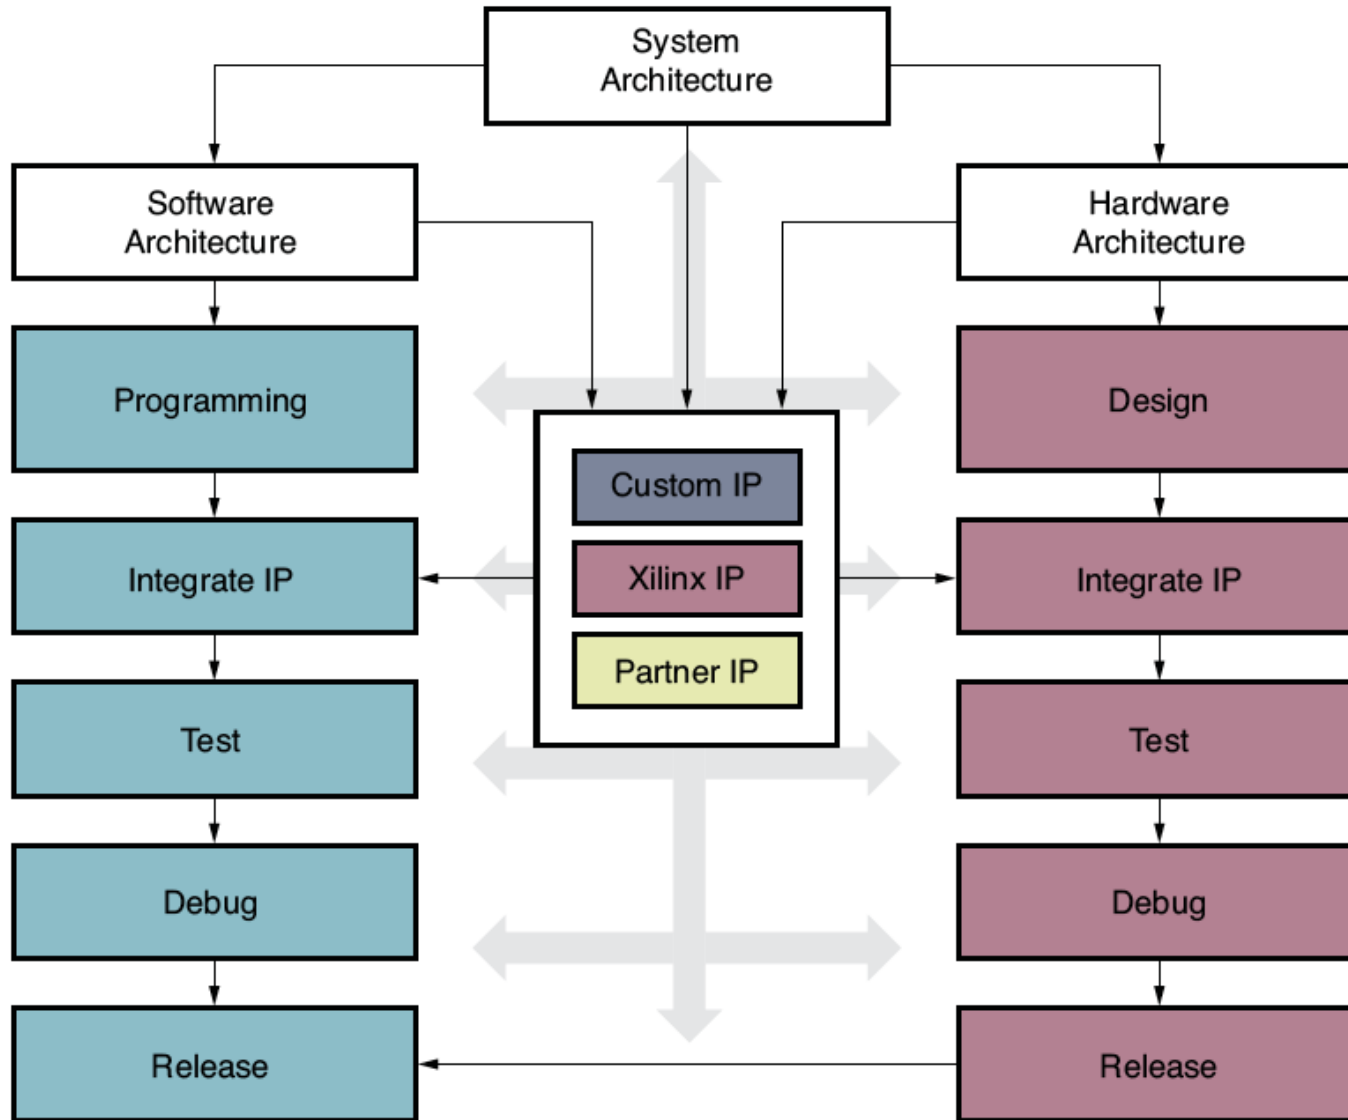 System
Architecture
Software
Architecture
Hardware
Architecture
Programming
Design
Custom IP
Integrate IP
Xilinx IP
Integrate IP
Partner IP
Test
Test
Debug
Debug
Release
Release